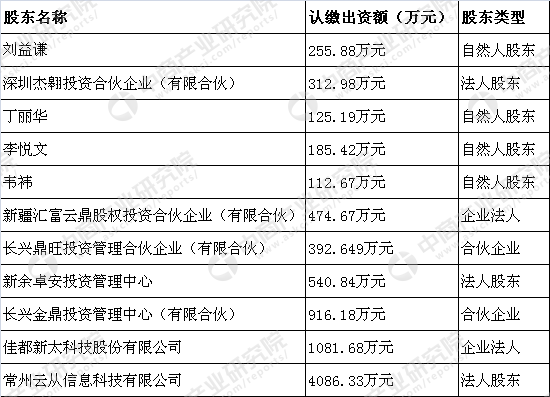 股东名称 认缴出资额（万元） 股东类型
刘益谦 255.88万元 自然人股东
深圳杰翱投资合伙企业（有限合伙） 312.98万元 法人股东
丁丽华 125.19万元 自然人股东
李悦文 185.42万元 自然人股东
韦祎 112.67万元 自然人股东
新疆汇富云鼎股权投资合伙企业（有限合伙） 474.67万元 企业法人
长兴鼎旺投资管理合伙企业（有限合伙） 392.649万元 合伙企业
新余卓安投资管理中心 540.84万元 法人股东
长兴金鼎投资管理中心（有限合伙） 916.18万元 合伙企业
佳都新太科技股份有限公司 1081.68万元 企业法人
常州云从信息科技有限公司 4086.33万元 法人股东